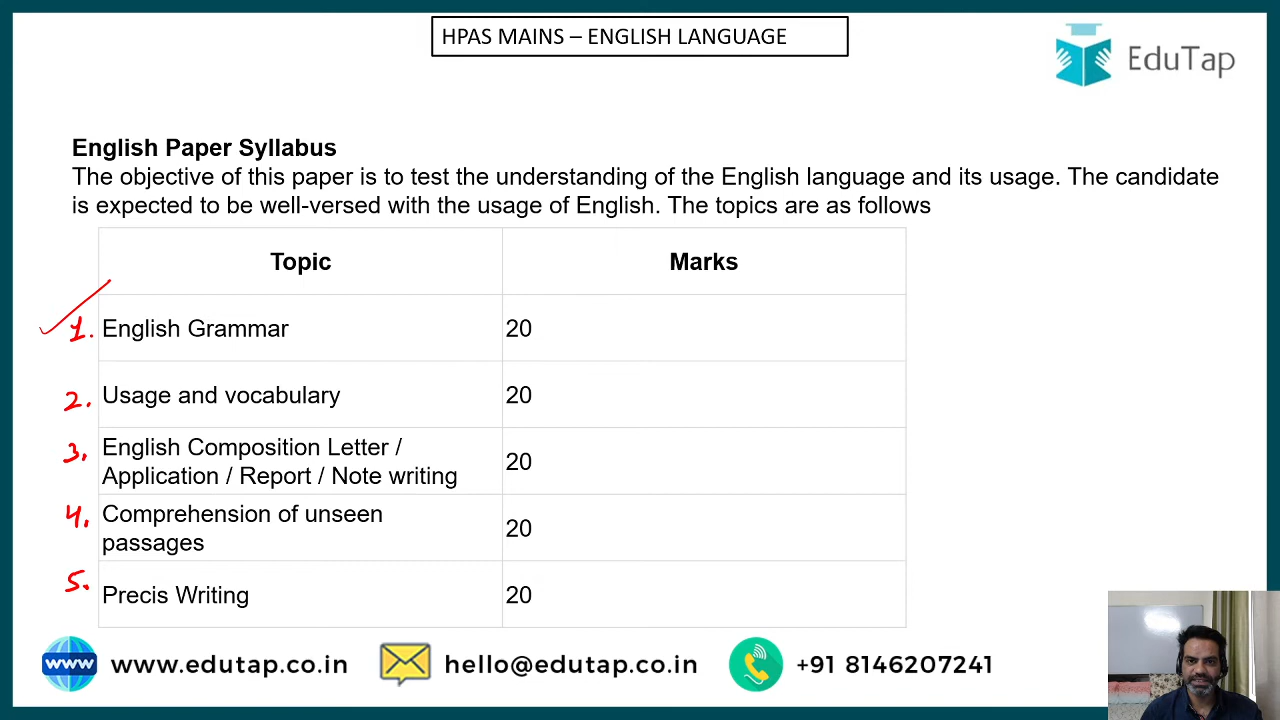 HPAS MAINS – ENGLISH LANGUAGE
EduTap
English Paper Syllabus
The objective of this paper is to test the understanding of the English language and its usage. The candidate
is expected to be well-versed with the usage of English. The topics are as follows
Topic Marks
1. English Grammar 20
2. Usage and vocabulary 20
3. English Composition Letter /
Application / Report / Note writing 20
4. Comprehension of unseen
passages 20
5. Precis Writing 20
www www.edutap.co.in hello@edutap.co.in +91 8146207241